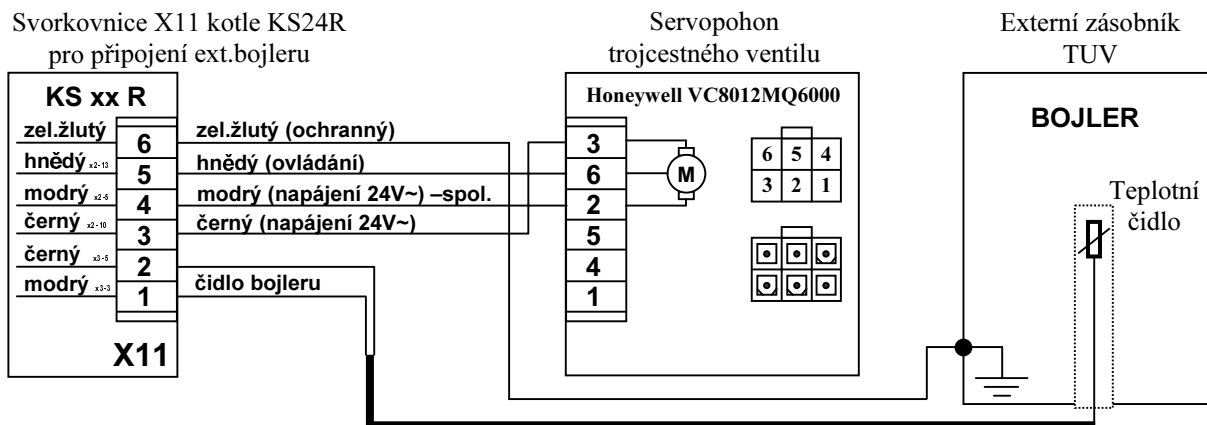 Svorkovnice X11 kotle KS24R
pro připojení ext.bojleru
Servopohon
trojcestného ventilu
Externí zásobník
TUV
KS xx R
zel.žlutý
6
zel.žlutý (ochranný)
hnědý x2-13
5
hnědý (ovládání)
modrý x2-5
4
modrý (napájení 24V~) –spol.
černý x2-10
3
černý (napájení 24V~)
černý x3-5
2
modrý x3-3
1
čidlo bojleru
X11
Honeywell VC8012MQ6000
3
6
2
5
4
1
M
6 5 4
3 2 1
BOJLER
Teplotní
čidlo